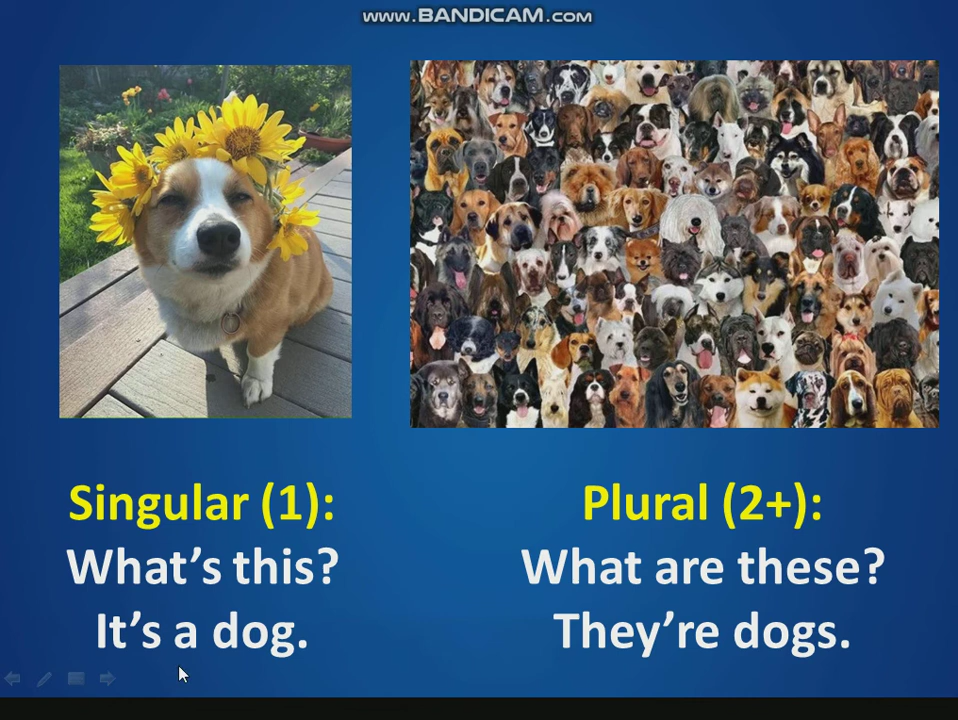 www.BANDICAM.com
Singular (1):
What’s this?
It’s a dog.
Plural (2+):
What are these?
They’re dogs.